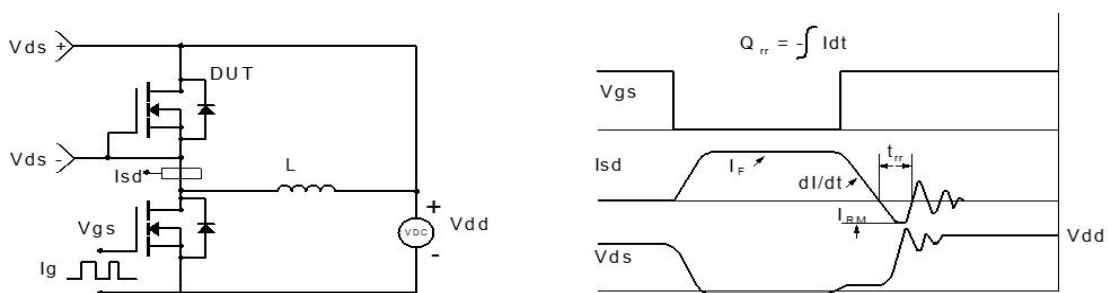 Vds +
DUT
Vds -
Isd
L
Vgs
Ig
+
VDC
-
Vdd
Q rr = - ∫ Idt
Vgs
Isd
I F
dI/dt
t rr
I RM
Vds
Vdd